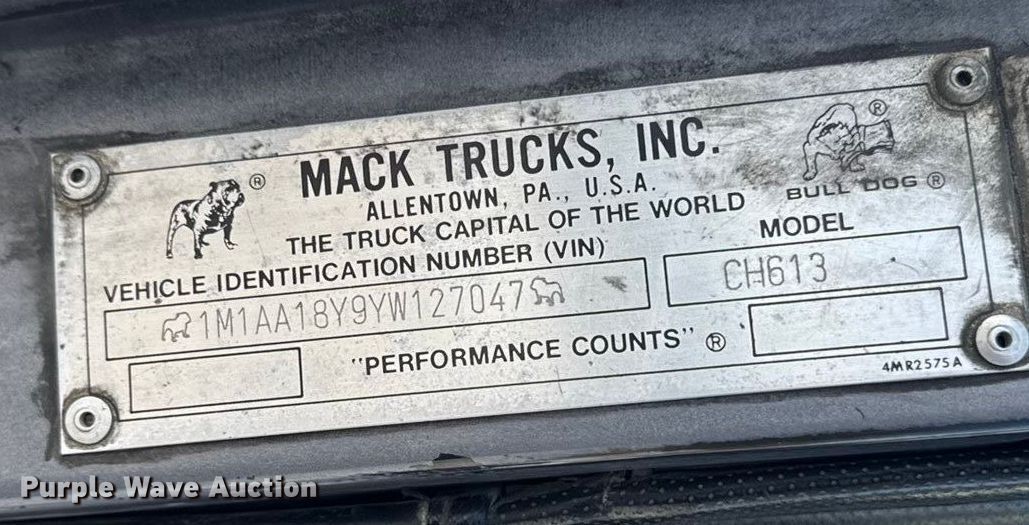 MACK TRUCKS, INC.
ALLENTOWN, PA., U.S.A.
THE TRUCK CAPITAL OF THE WORLD
®
BULL DOG ®
®
VEHICLE IDENTIFICATION NUMBER (VIN)
MODEL
1M1AA18Y9YW127047
CH613
"PERFORMANCE COUNTS" ®
4MR2575A
Purple Wave Auction